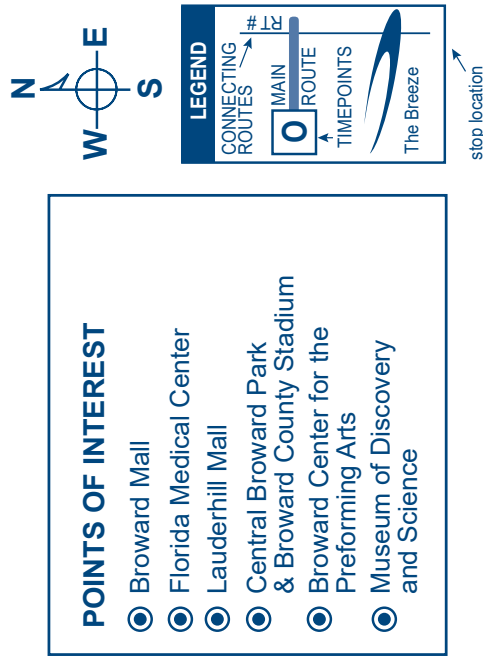 POINTS OF INTEREST
Broward Mall
Florida Medical Center
Lauderhill Mall
Central Broward Park
& Broward County Stadium
Broward Center for the
Preforming Arts
Museum of Discovery
and Science
N
W E
S
LEGEND
CONNECTING
ROUTES
RT #
O
MAIN
ROUTE
TIMEPOINTS
The Breeze
stop location